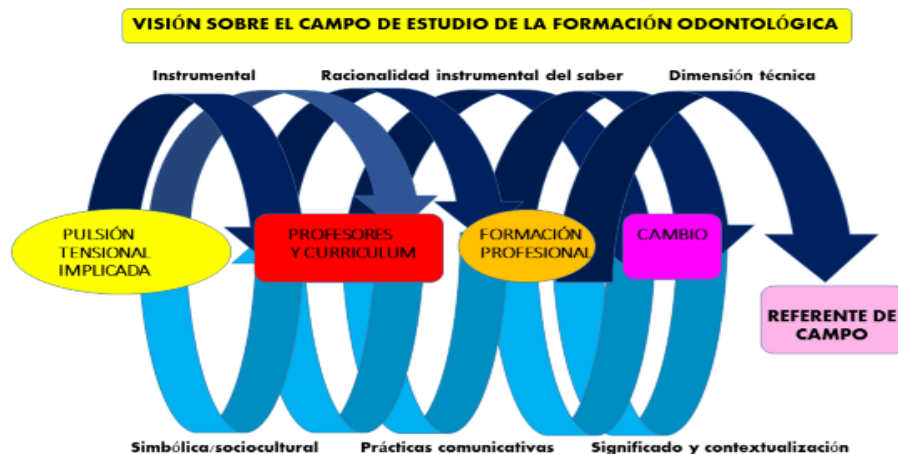 VISIÓN SOBRE EL CAMPO DE ESTUDIO DE LA FORMACIÓN ODONTOLÓGICA
Instrumental
Racionalidad instrumental del saber
Dimensión técnica
PULSIÓN
TENSIONAL
IMPLICADA
PROFESORES
Y CURRICULUM
FORMACIÓN
PROFESIONAL
CAMBIO
REFERENTE DE
CAMPO
Simbólica/sociocultural
Prácticas comunicativas
Significado y contextualización